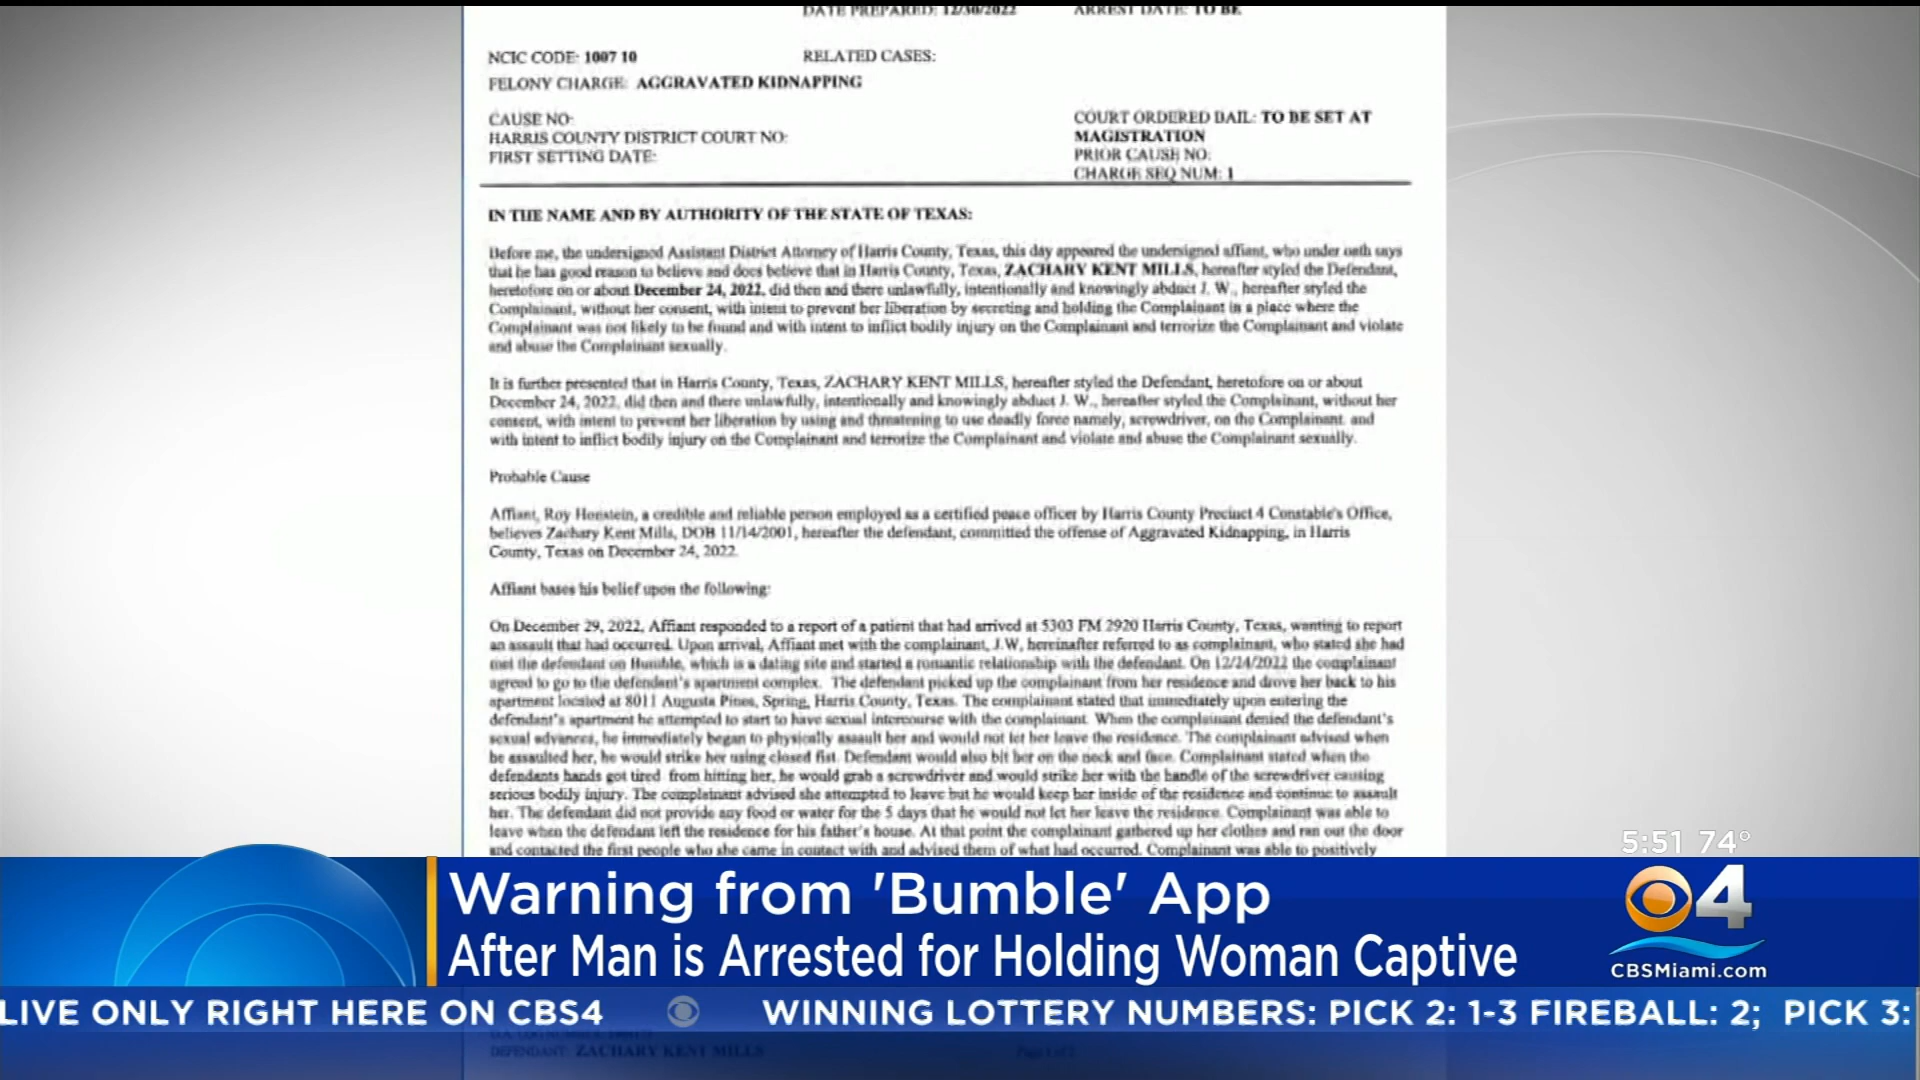 DATE PREPARED: 12/30/2022 ARREST DATE: TO BE
NCIC CODE: 1007 10 RELATED CASES:
FELONY CHARGE: AGGRAVATED KIDNAPPING
CAUSE NO: COURT ORDERED BAIL: TO BE SET AT
HARRIS COUNTY DISTRICT COURT NO: MAGISTRATION
FIRST SETTING DATE: PRIOR CAUSE NO:
CHARGE SEQ NUM: 1
IN THE NAME AND BY AUTHORITY OF THE STATE OF TEXAS:
Before me, the undersigned Assistant District Attorney of Harris County, Texas, this day appeared the undersigned affiant, who under oath says
that he has good reason to believe and does believe that in Harris County, Texas, ZACHARY KENT MILLS, hereafter styled the Defendant,
heretofore on or about December 24, 2022, did then and there unlawfully, intentionally and knowingly abduct J. W., hereafter styled the
Complainant, without her consent, with intent to prevent her liberation by secreting and holding the Complainant in a place where the
Complainant was not likely to be found and with intent to inflict bodily injury on the Complainant and terrorize the Complainant and violate
and abuse the Complainant sexually.
It is further presented that in Harris County, Texas, ZACHARY KENT MILLS, hereafter styled the Defendant, heretofore on or about
December 24, 2022, did then and there unlawfully, intentionally and knowingly abduct J. W., hereafter styled the Complainant, without her
consent, with intent to prevent her liberation by using and threatening to use deadly force namely, screwdriver, on the Complainant, and
with intent to inflict bodily injury on the Complainant and terrorize the Complainant and violate and abuse the Complainant sexually.
Probable Cause
Affiant, Roy a credible and reliable person employed as a certified peace officer by Harris County Precinct 4 Constable's Office,
believes Zachary Kent Mills, DOB 11/14/2001, hereafter the defendant, committed the offense of Aggravated Kidnapping, in Harris
County, Texas on December 24, 2022.
Affiant bases his belief upon the following:
On December 29, 2022, Affiant responded to a report of a patient that had arrived at 5303 FM 2920 Harris County, Texas, wanting to report
an assault that had occurred. Upon arrival, Affiant met with the complainant, J.W, hereinafter referred to as complainant, who stated she had
met the defendant on Bumble, which is a dating site and started a romantic relationship with the defendant. On 12/24/2022 the complainant
agreed to go to the defendant's apartment complex. The defendant picked up the complainant from her residence and drove her back to his
apartment located at 8011 Augusta Pines, Spring, Harris County, Texas. The complainant stated that immediately upon entering the
defendant's apartment he attempted to start to have sexual intercourse with the complainant. When the complainant denied the defendant's
sexual advances, he immediately began to physically assault her and would not let her leave the residence. The complainant advised when
he assaulted her, he would strike her using closed fist. Defendant would also bit her on the neck and face. Complainant stated when the
defendants hands got tired from hitting her, he would grab a screwdriver and would strike her with the handle of the screwdriver causing
serious bodily injury. The complainant advised she attempted to leave but he would keep her inside of the residence and continue to assault
her. The defendant did not provide any food or water for the 5 days that he would not let her leave the residence. Complainant was able to
leave when the defendant left the residence for his father's house. At that point the complainant gathered up her clothes and ran out the door
and contacted the first people who she came in contact with and advised them of what had occurred. Complainant was able to positively
5:51 74°
Warning from 'Bumble' App
After Man is Arrested for Holding Woman Captive
4
CBSMiami.com
LIVE ONLY RIGHT HERE ON CBS4 WINNING LOTTERY NUMBERS: PICK 2: 1-3 FIREBALL: 2; PICK 3:
DEFENDANT: ZACHARY KENT MILLS